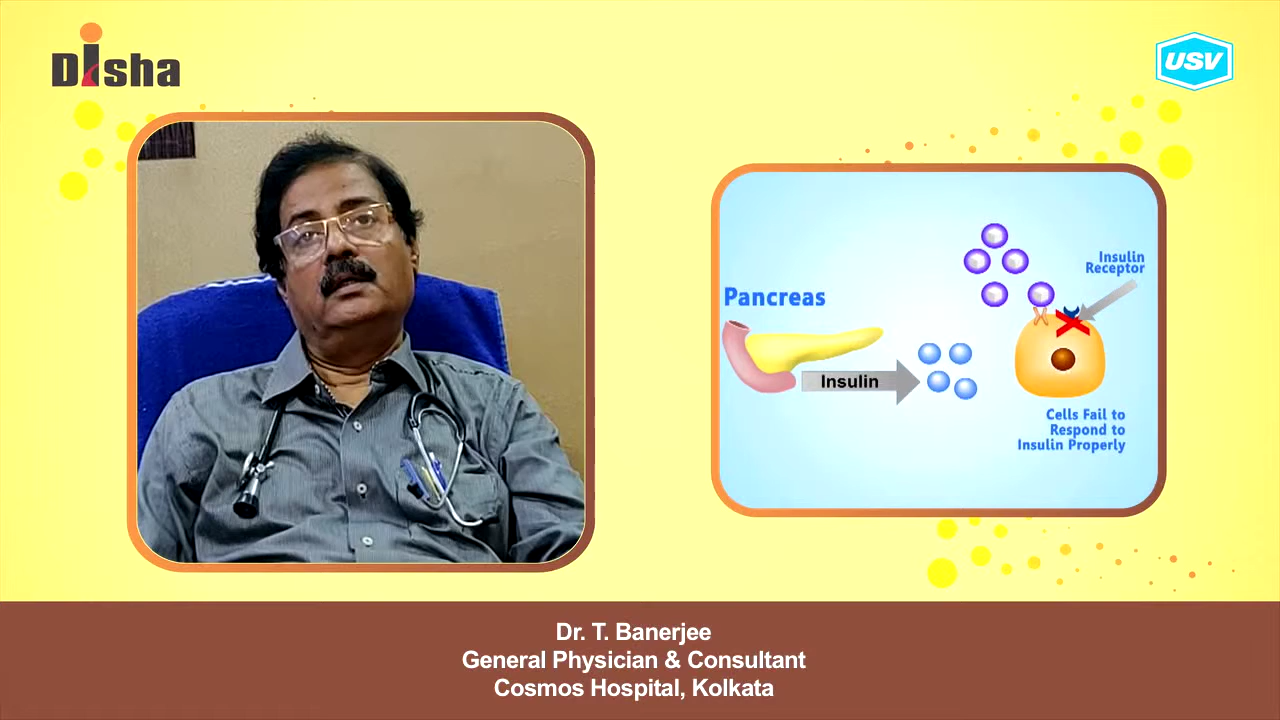 Disha
USV
Pancreas
Insulin
Insulin
Receptor
Cells Fail to
Respond to
Insulin Properly
Dr. T. Banerjee
General Physician & Consultant
Cosmos Hospital, Kolkata